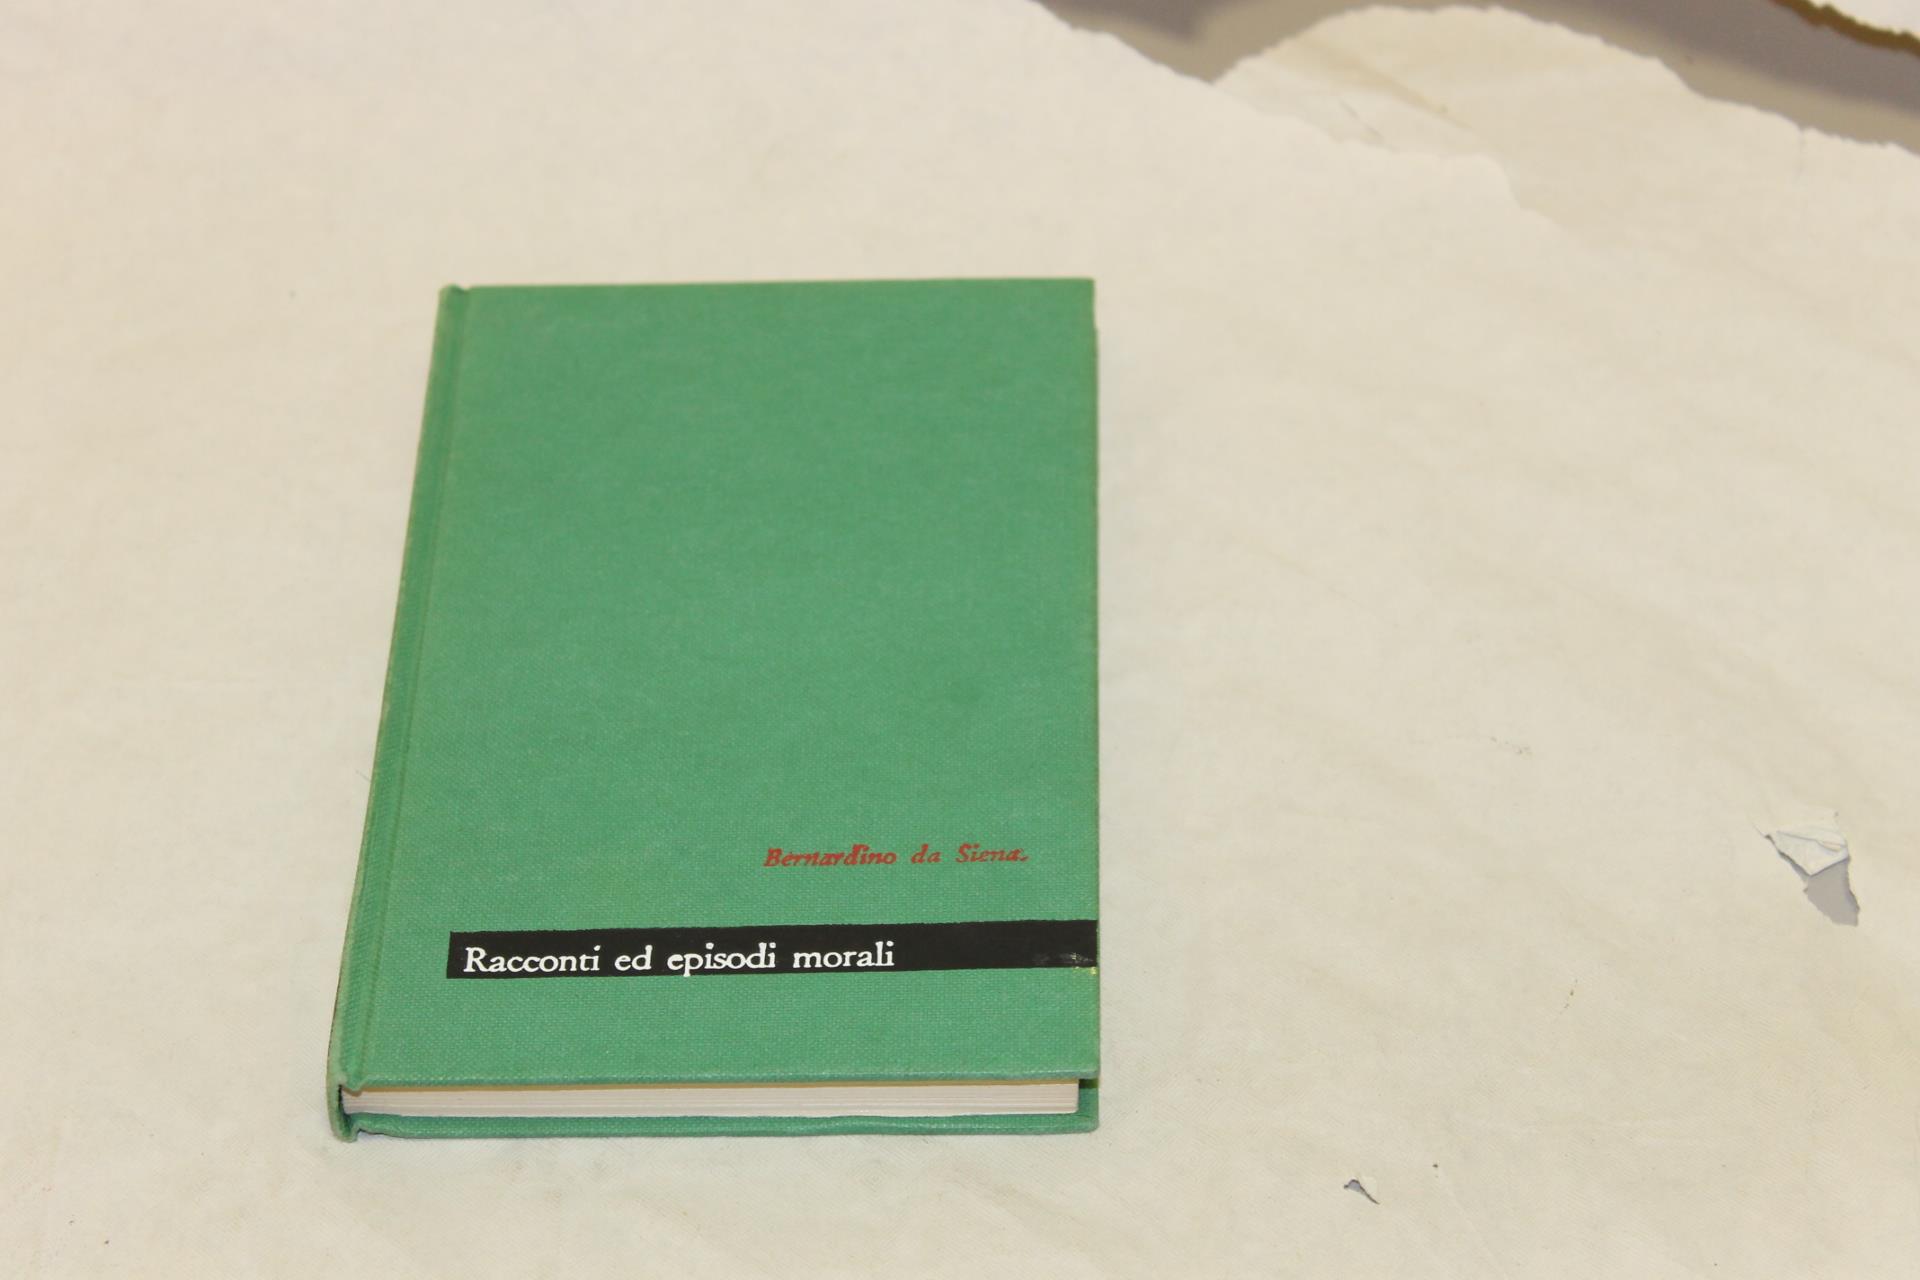 Bernardino da Siena
Racconti ed episodi morali